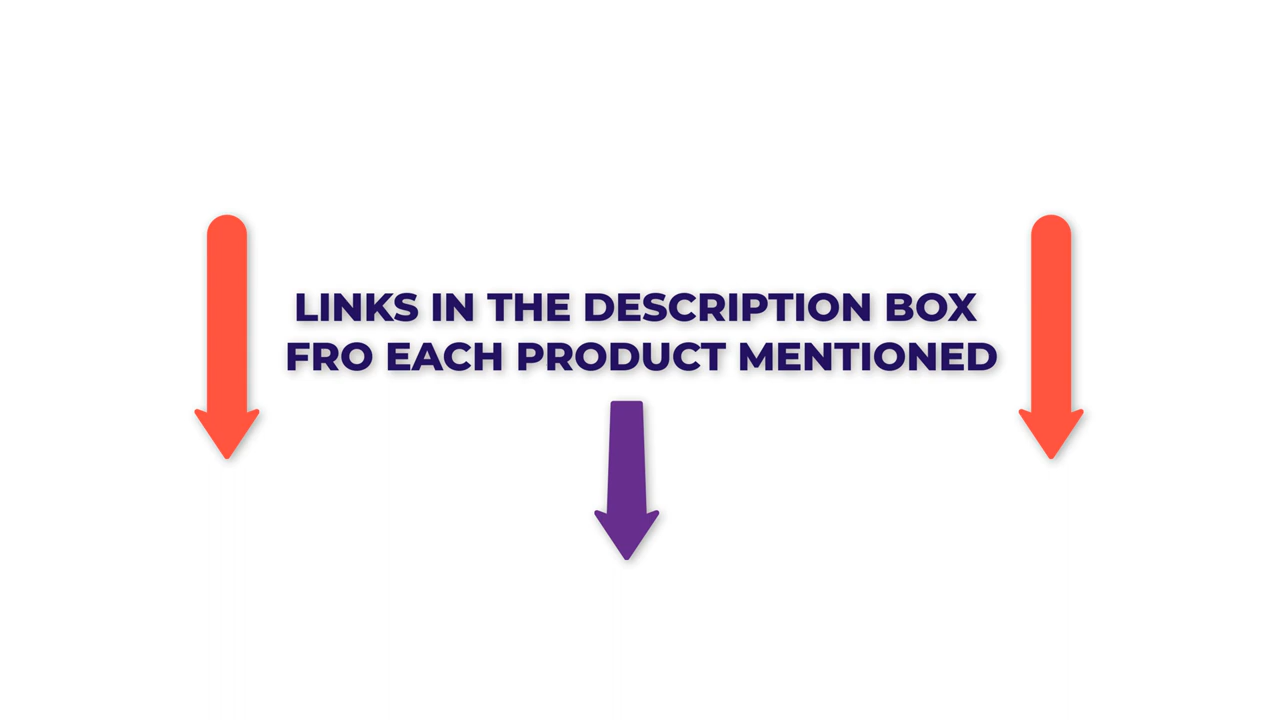 LINKS IN THE DESCRIPTION BOX
FRO EACH PRODUCT MENTIONED